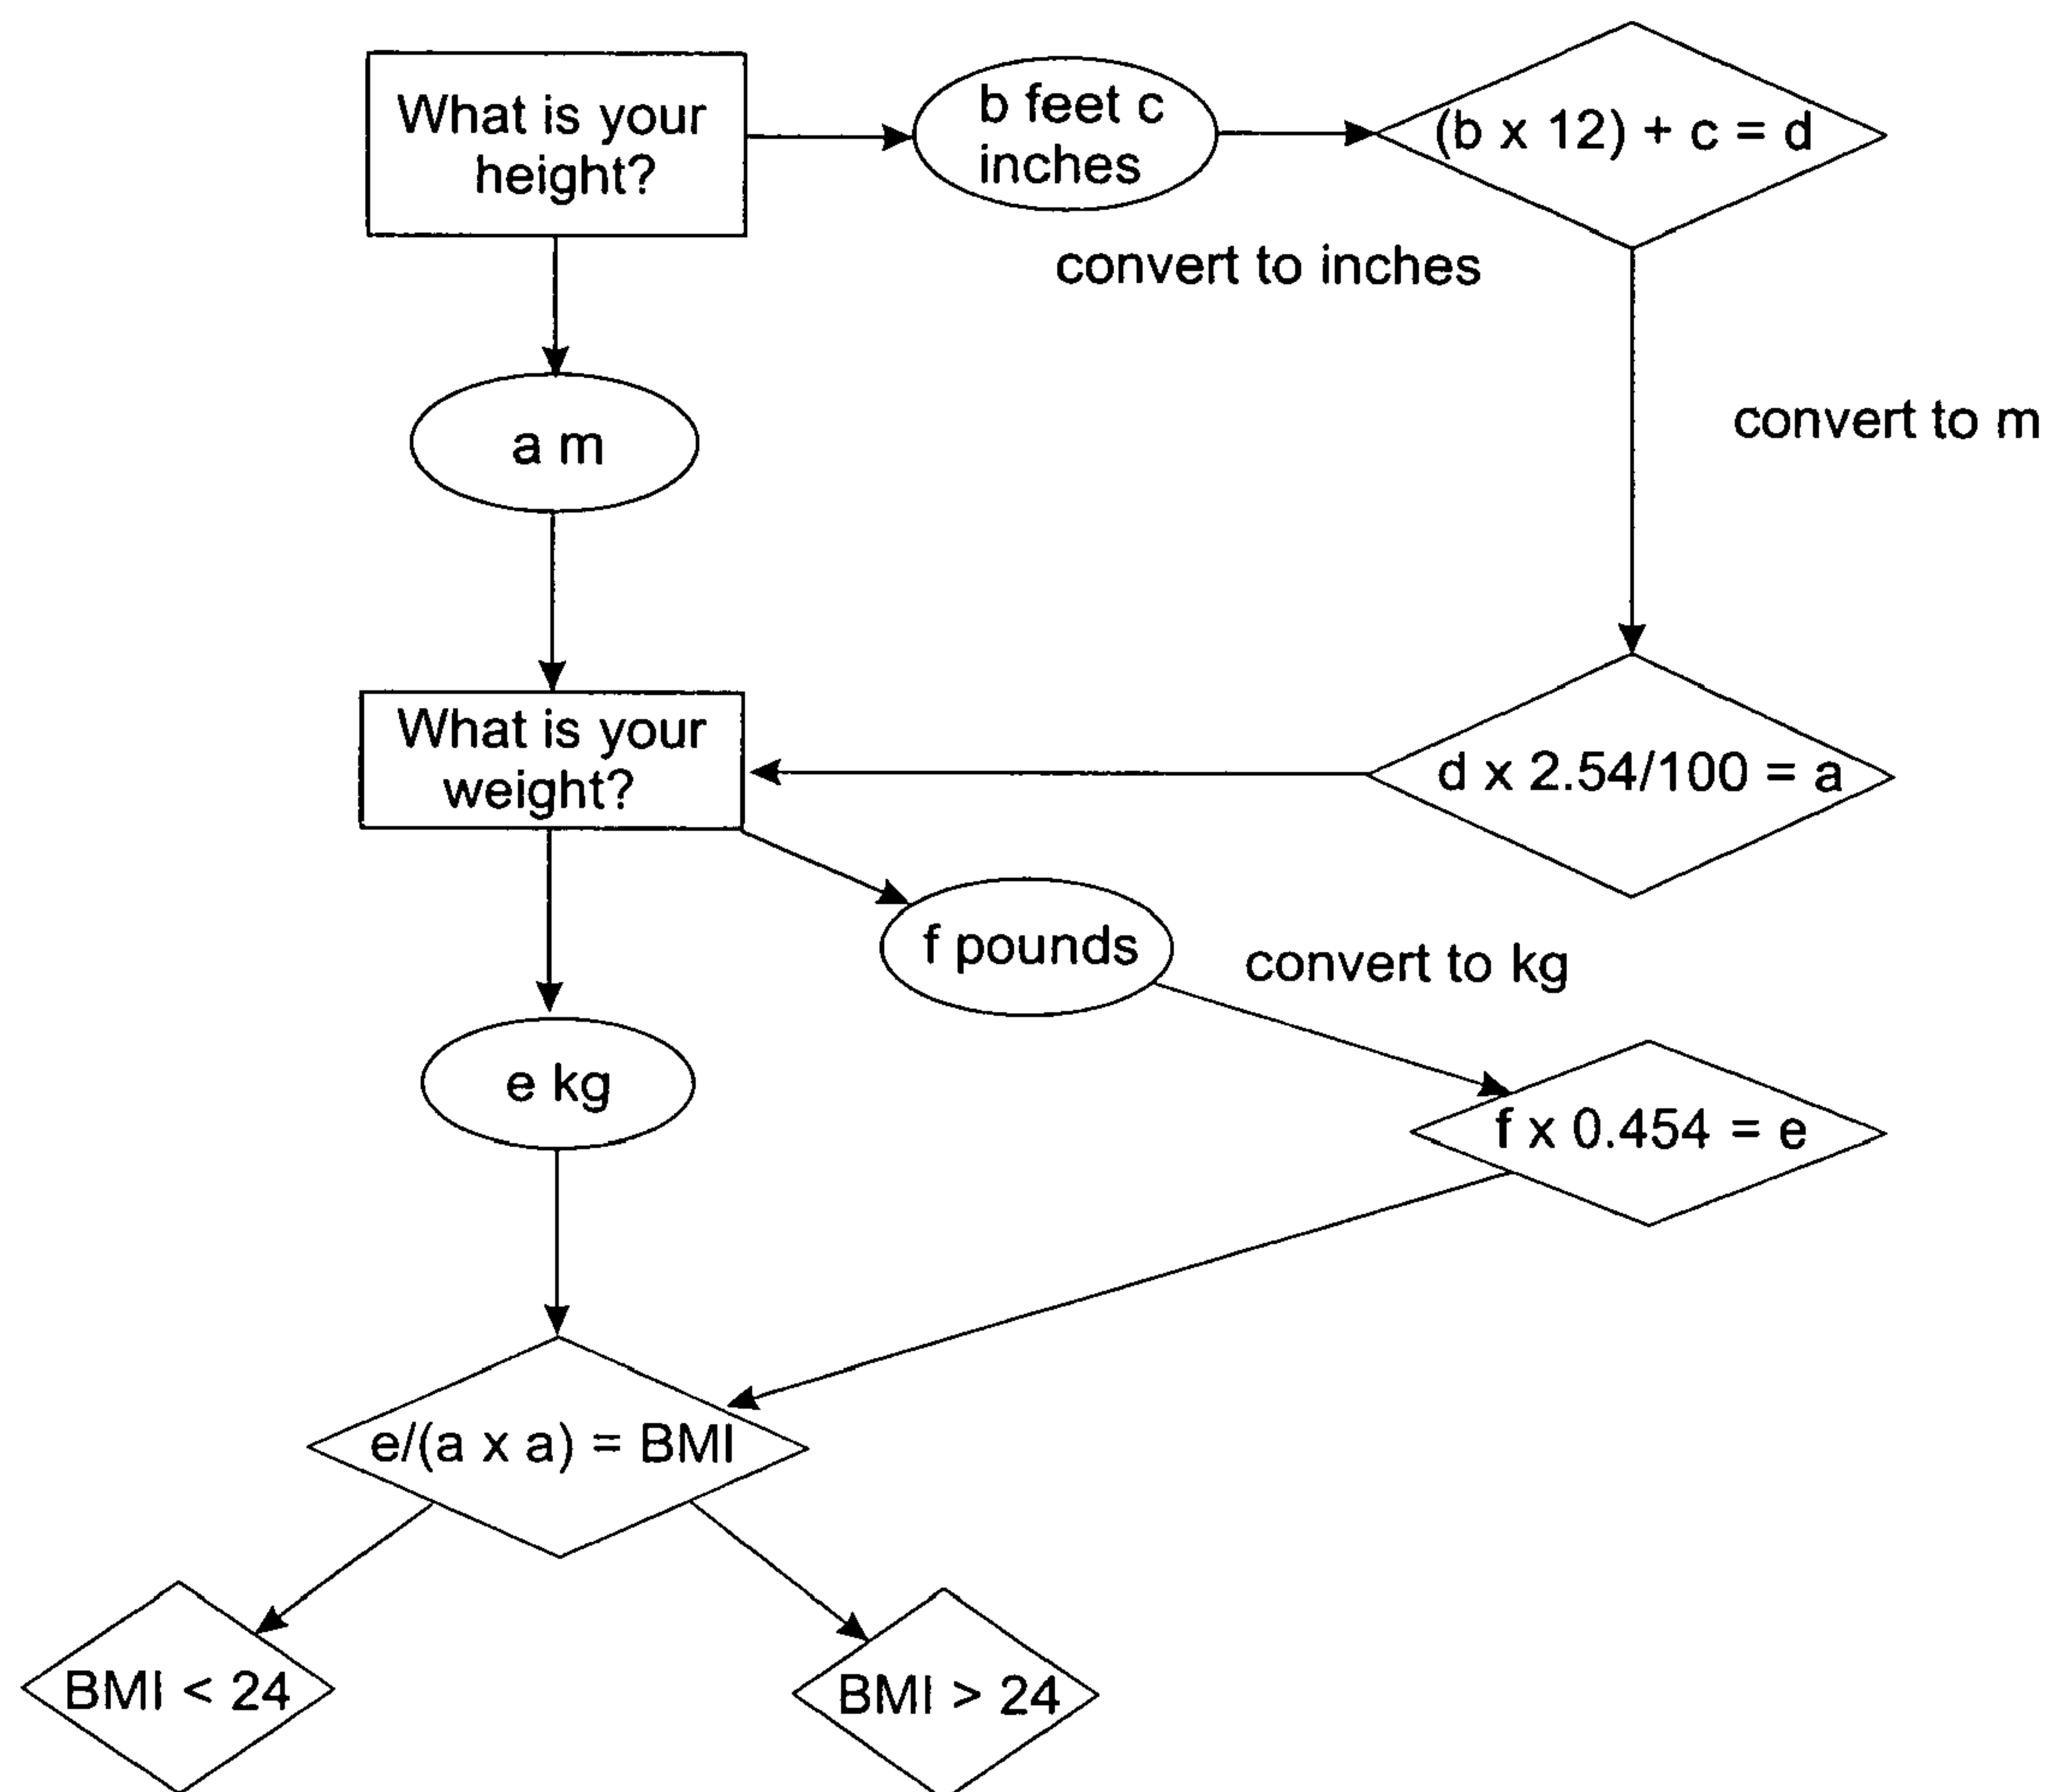 What is your
height?
b feet c
inches
(b x 12) + c = d
convert to inches
a m
convert to m
What is your
weight?
d x 2.54/100 = a
f pounds
convert to kg
e kg
f x 0.454 = e
e/(a x a) = BMI
BMI < 24
BMI > 24